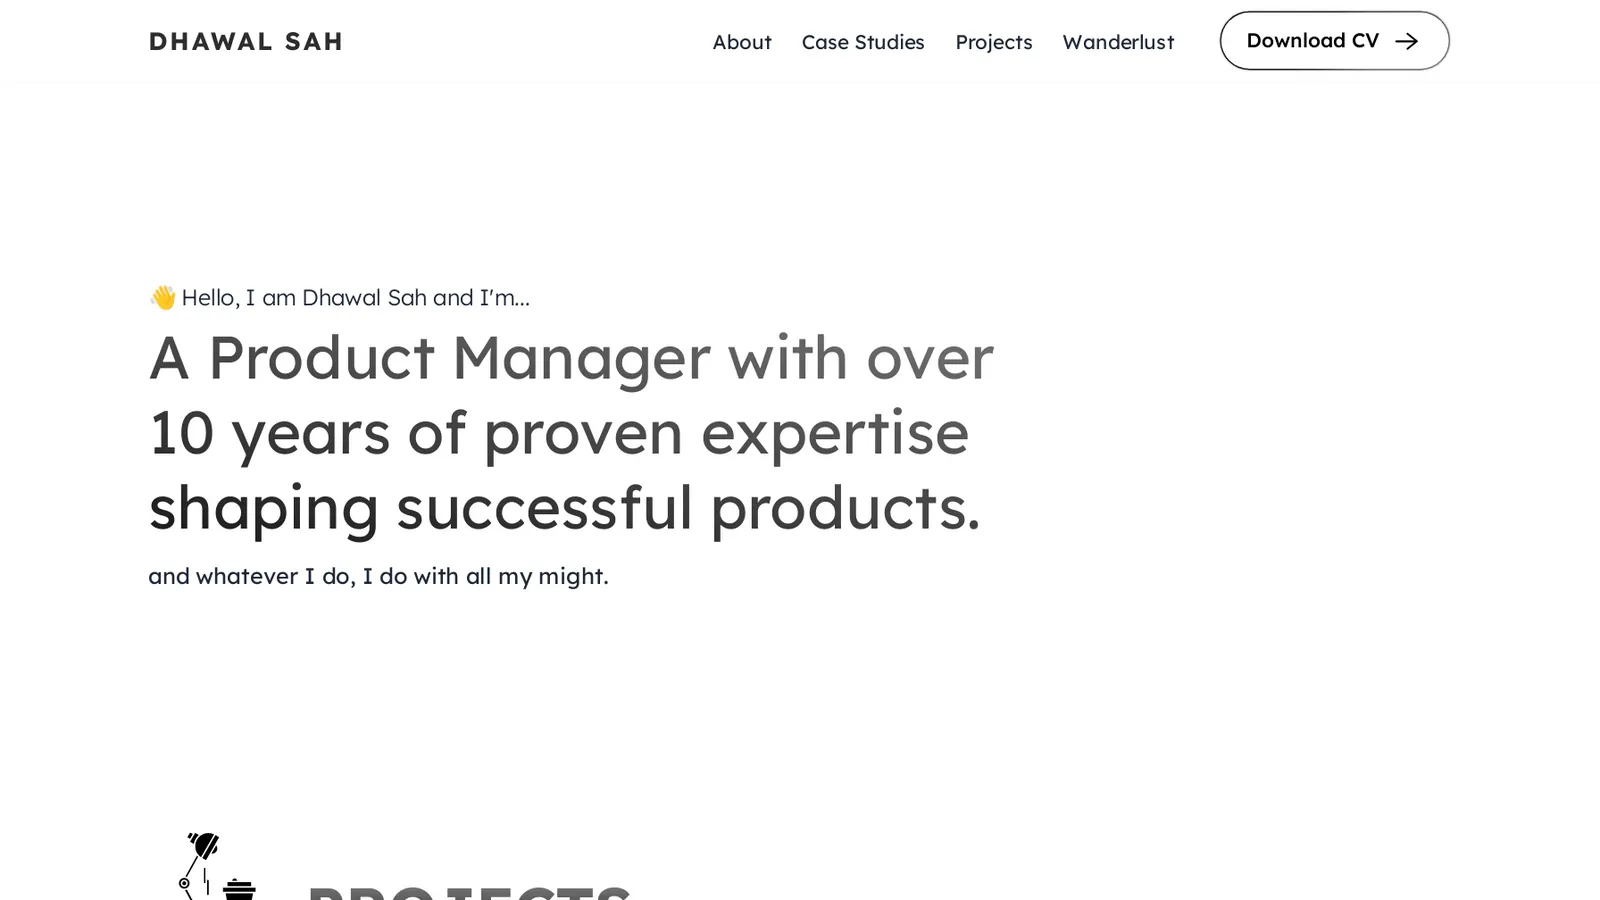 DHAWAL SAH
About
Case Studies
Projects
Wanderlust
Download CV
👋 Hello, I am Dhawal Sah and I'm...
A Product Manager with over
10 years of proven expertise
shaping successful products.
and whatever I do, I do with all my might.
PROJECTS